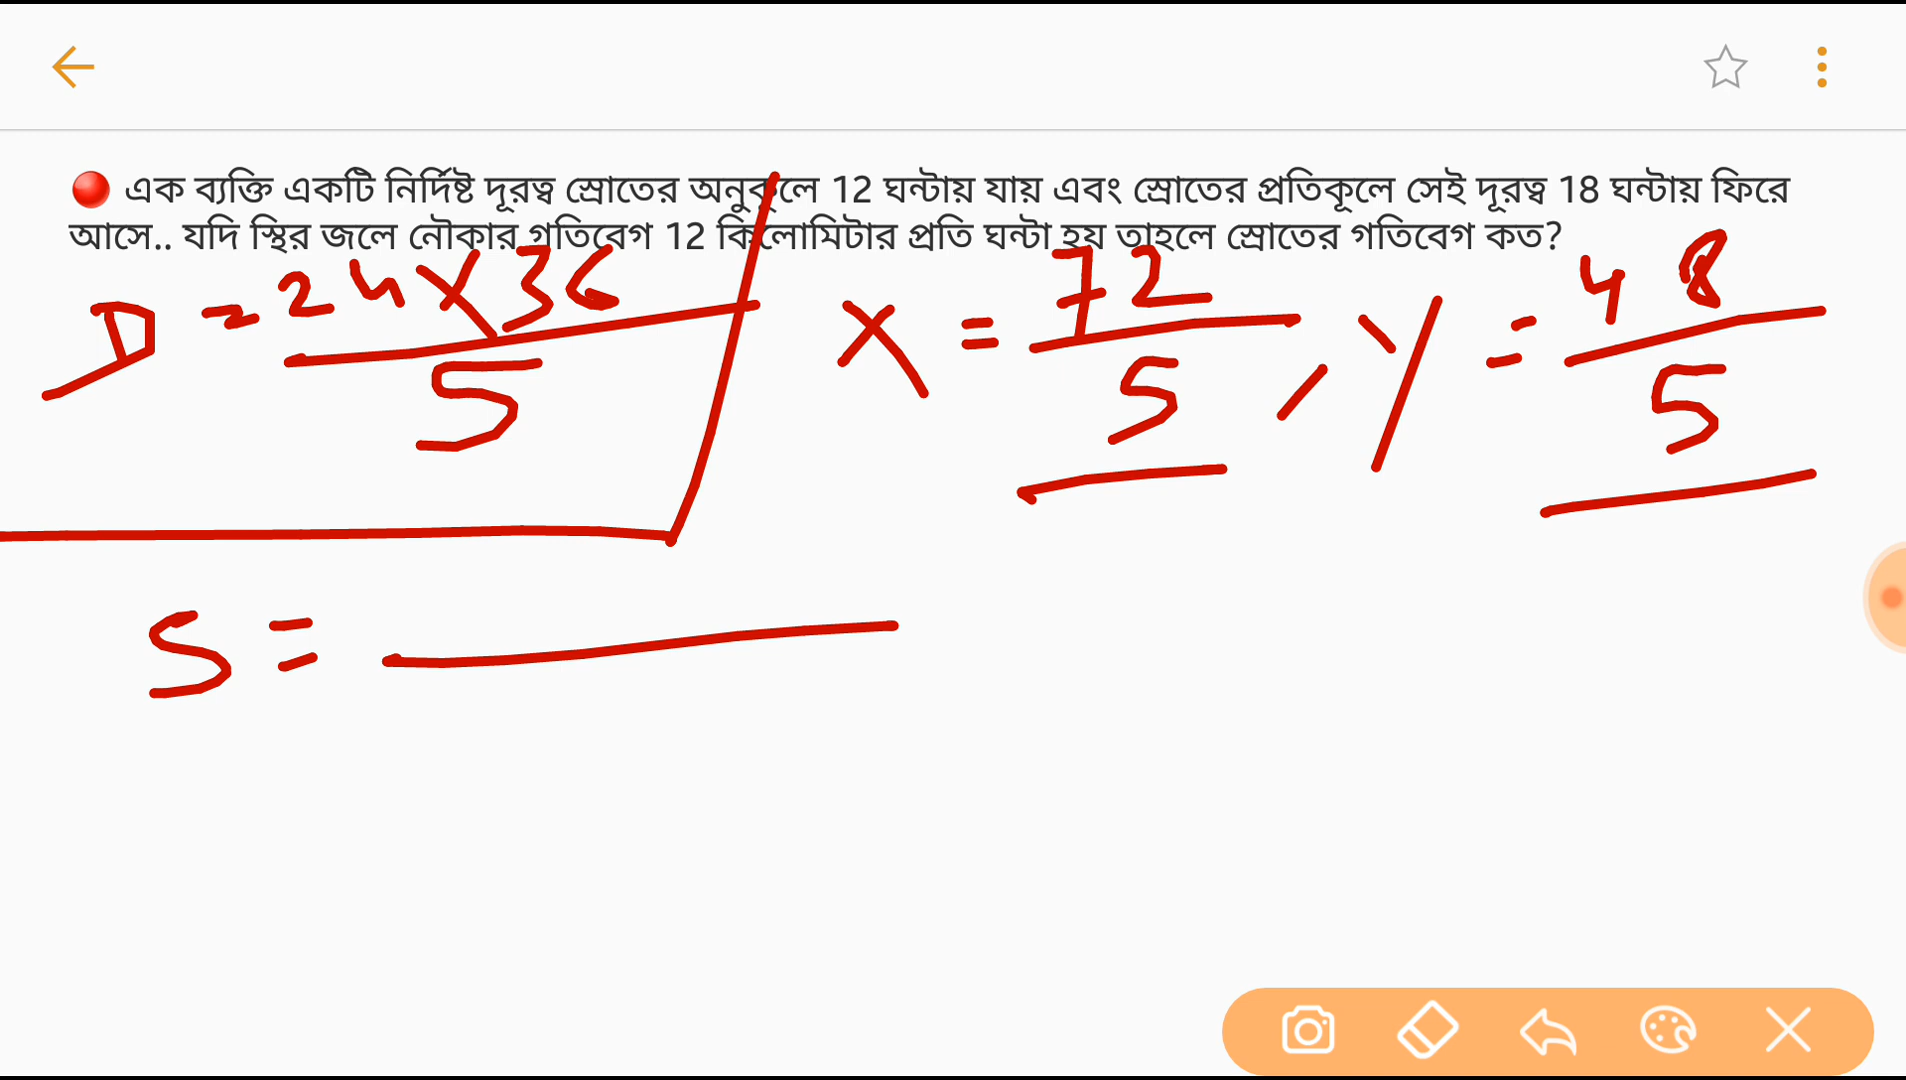 🔴 এক ব্যক্তি একটি নির্দিষ্ট দূরত্ব স্রোতের অনুকূলে 12 ঘন্টায় যায় এবং স্রোতের প্রতিকূলে সেই দূরত্ব 18 ঘন্টায় ফিরে
আসে.. যদি স্থির জলে নৌকার গতিবেগ 12 কিলোমিটার প্রতি ঘন্টা হয় তাহলে স্রোতের গতিবেগ কত?
D = 24 X 36 / 5
X = 72 / 5 , Y = 48 / 5
S =